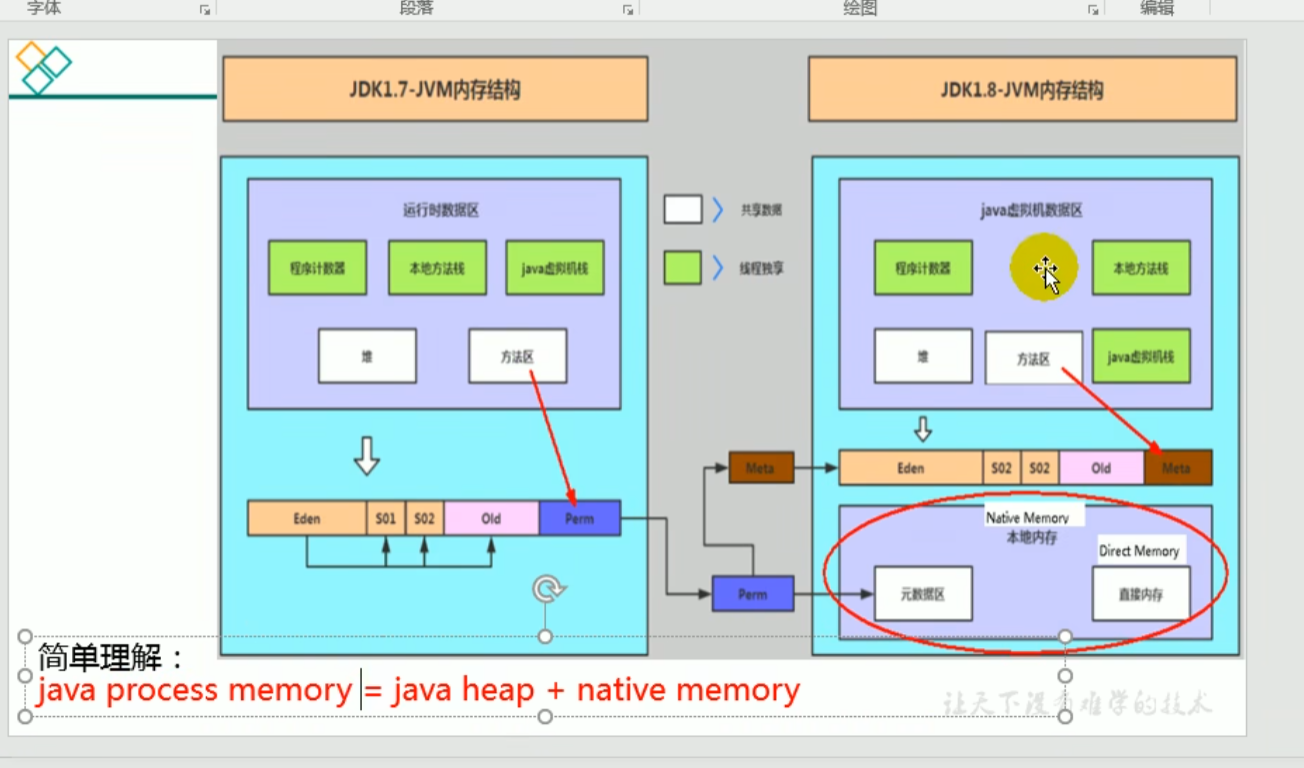 字体
段落
绘图
编辑
JDK1.7-JVM内存结构
JDK1.8-JVM内存结构
运行时数据区
程序计数器
本地方法栈
java虚拟机栈
堆
方法区
Eden
S01
S02
Old
Perm
共享数据
线程独享
Meta
Perm
java虚拟机数据区
程序计数器
本地方法栈
堆
方法区
java虚拟机栈
Eden
S02
S02
Old
Meta
Native Memory
本地内存
Direct Memory
元数据区
直接内存
简单理解：
java process memory = java heap + native memory
让天下没有难学的技术